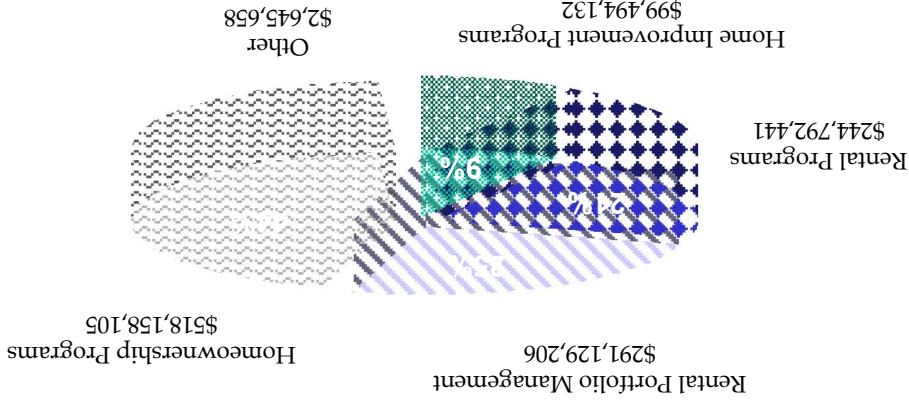 Rental Portfolio Management
$291,129,206
Homeownership Programs
$518,158,105
25%
24%
9%
Rental Programs
$244,792,441
Home Improvement Programs
$99,494,132
Other
$2,645,658